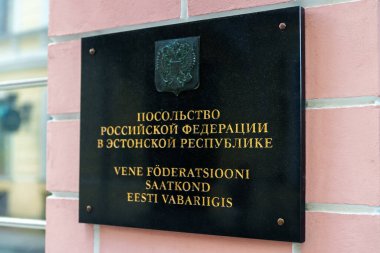 ПОСОЛЬСТВО
РОССИЙСКОЙ ФЕДЕРАЦИИ
В ЭСТОНСКОЙ РЕСПУБЛИКЕ
VENE FÖDERATSIOONI
SAATKOND
EESTI VABARIIGIS